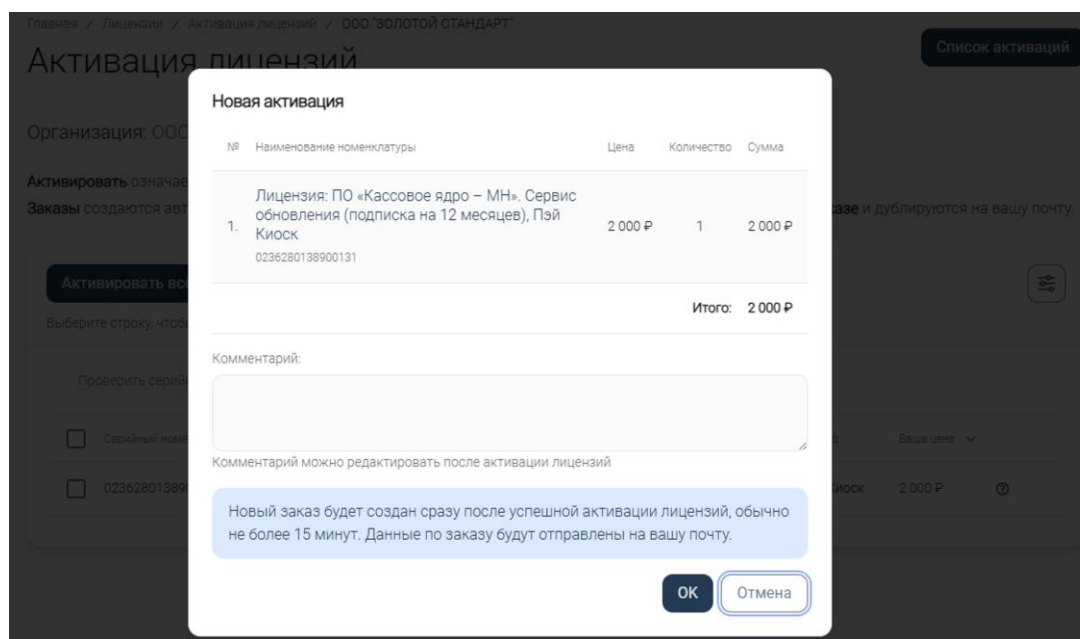 Главная / Лицензии / Активация лицензий / ООО "ЗОЛОТОЙ СТАНДАРТ"
Активация лицензий
Список активаций
Новая активация
Организация: ООО
№ Наименование номенклатуры Цена Количество Сумма
Активировать означае
Заказы создаются авт
азе и дублируются на вашу почту.
Лицензия: ПО «Кассовое ядро – МН». Сервис
обновления (подписка на 12 месяцев), Пэй
Киоск
1. 2 000 ₽ 1 2 000 ₽
0236280138900131
Активировать всё
Итого: 2 000 ₽
Выберите строку, чтобы
Комментарий:
Проверить серий
Серийный номе
Ваша цена
Комментарий можно редактировать после активации лицензий
02362801389
Киоск 2 000 ₽
Новый заказ будет создан сразу после успешной активации лицензий, обычно
не более 15 минут. Данные по заказу будут отправлены на вашу почту.
ОК Отмена